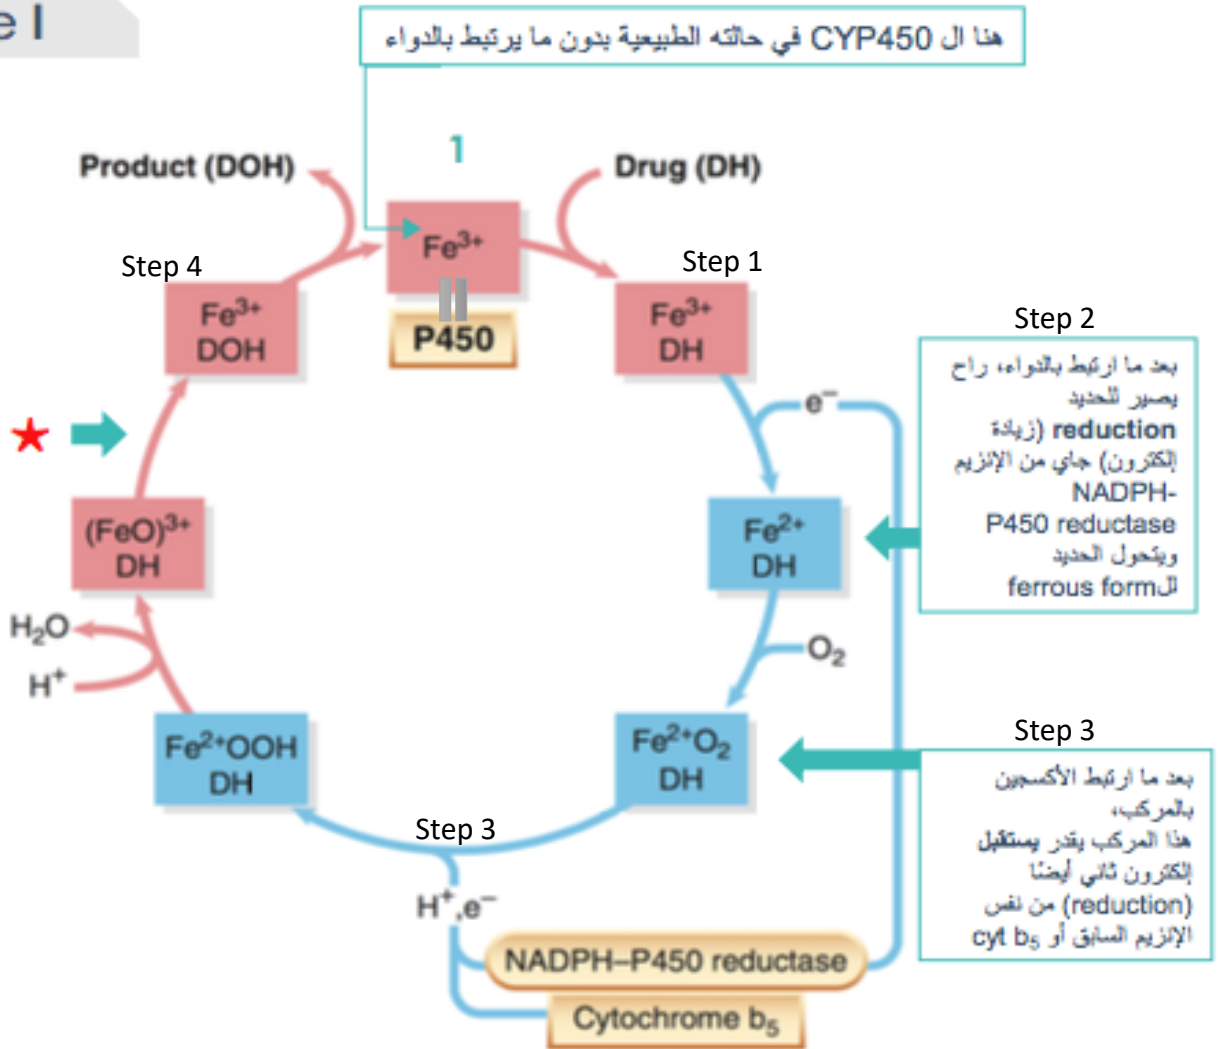 e I
هنا ال CYP450 في حالته الطبيعية بدون ما يرتبط بالدواء
1
Product (DOH)
Drug (DH)
Fe³⁺
P450
Step 1
Fe³⁺
DH
Step 2
بعد ما ارتبط بالدواء، راح
يصير للحديد
reduction (زيادة
إلكترون) جاي من الإنزيم
NADPH-
P450 reductase
ويتحول الحديد
لل ferrous form
e⁻
Fe²⁺
DH
O₂
Fe²⁺O₂
DH
Step 3
بعد ما ارتبط الأكسجين
بالمركب،
هذا المركب يقدر يستقبل
إلكترون ثاني أيضًا
(reduction) من نفس
الإنزيم السابق أو cyt b₅
Step 3
H⁺,e⁻
NADPH–P450 reductase
Cytochrome b₅
Fe²⁺OOH
DH
H₂O
H⁺
(FeO)³⁺
DH
Step 4
Fe³⁺
DOH